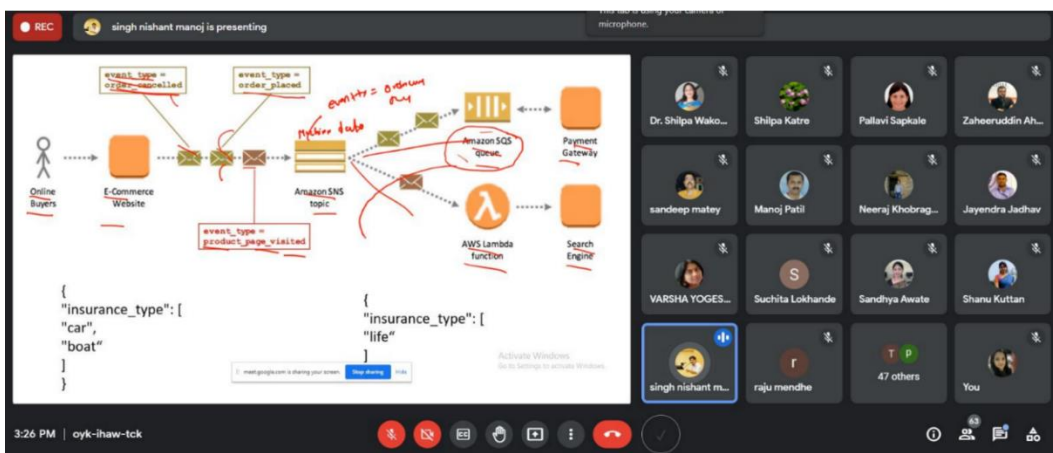 REC
singh nishant manoj is presenting
This tab is using your camera or
microphone.
event_type =
order_cancelled
event_type =
order_placed
Online
Buyers
E-Commerce
Website
Amazon SNS
topic
Amazon SQS
queue
Payment
Gateway
AWS Lambda
function
Search
Engine
event_type =
product_page_visited
{
"insurance_type": [
"car",
"boat“
]
}
{
"insurance_type": [
"life“
]
meet.google.com is sharing your screen.
Stop sharing
Hide
Activate Windows
Go to Settings to activate Windows.
Dr. Shilpa Wako...
Shilpa Katre
Pallavi Sapkale
Zaheeruddin Ah...
sandeep matey
Manoj Patil
Neeraj Khobrag...
Jayendra Jadhav
VARSHA YOGES...
S
Suchita Lokhande
Sandhya Awate
Shanu Kuttan
singh nishant m...
r
raju mendhe
T P
47 others
You
3:26 PM | oyk-ihaw-tck
CC
63